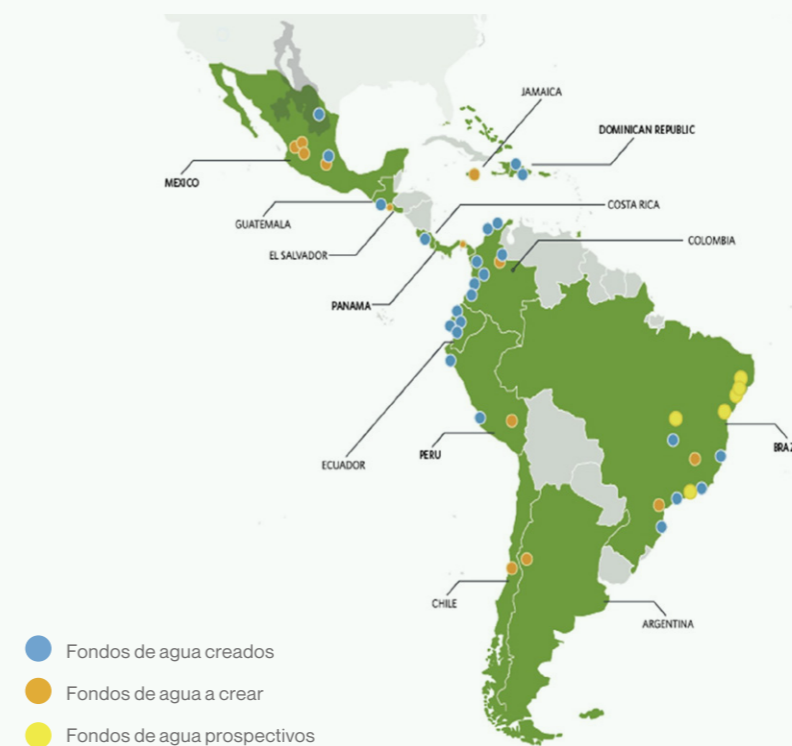 JAMAICA
DOMINICAN REPUBLIC
MEXICO
COSTA RICA
GUATEMALA
COLOMBIA
EL SALVADOR
PANAMA
ECUADOR
PERU
BRAZ
CHILE
ARGENTINA
Fondos de agua creados
Fondos de agua a crear
Fondos de agua prospectivos